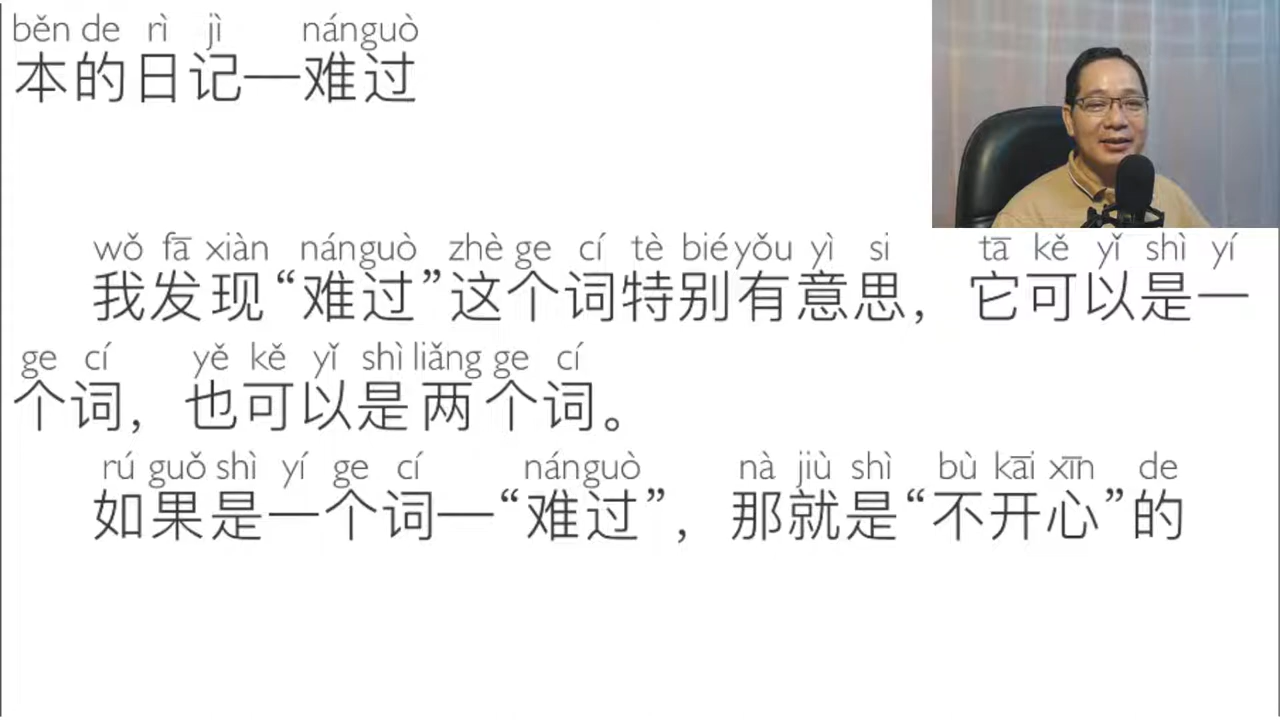 běn de rì jì nánguò
本的日记—难过
wǒ fā xiàn nánguò zhè ge cí tè bié yǒu yì si tā kě yǐ shì yí
我发现“难过”这个词特别有意思，它可以是一
ge cí yě kě yǐ shì liǎng ge cí
个词，也可以是两个词。
rú guǒ shì yí ge cí nánguò nà jiù shì bù kāi xīn de
如果是一个词—“难过”，那就是“不开心”的